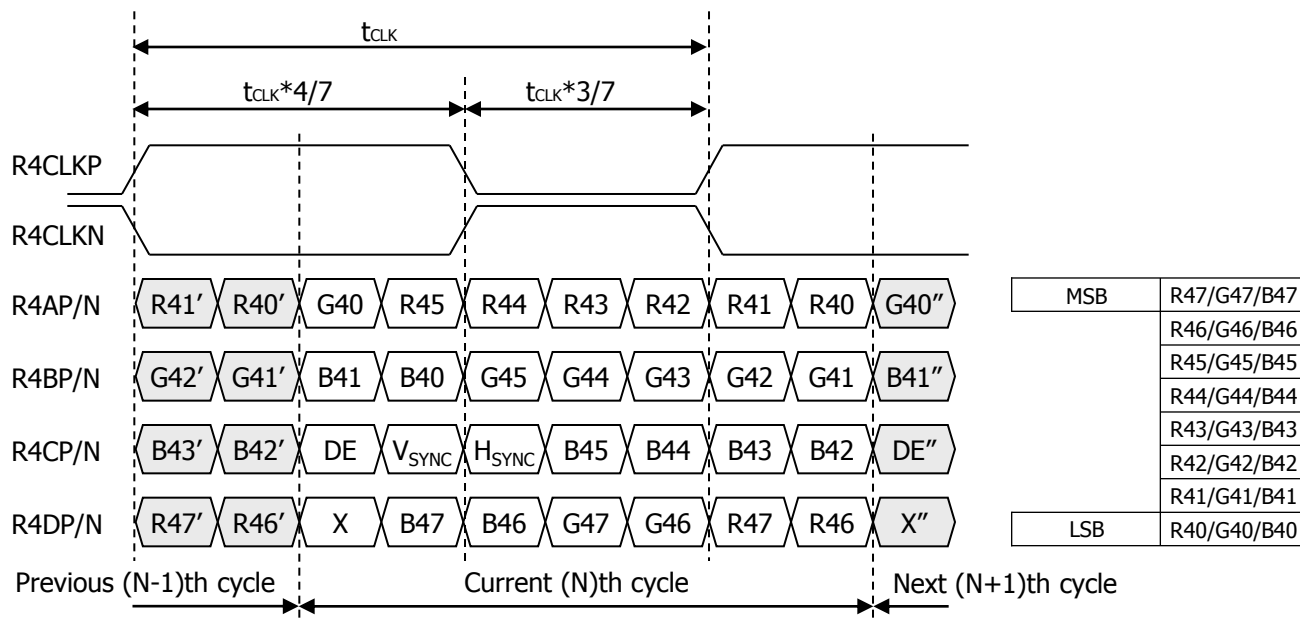 tCLK
tCLK*4/7 tCLK*3/7
R4CLKP
R4CLKN
R4AP/N R41′ R40′ G40 R45 R44 R43 R42 R41 R40 G40″
R4BP/N G42′ G41′ B41 B40 G45 G44 G43 G42 G41 B41″
R4CP/N B43′ B42′ DE VSYNC HSYNC B45 B44 B43 B42 DE″
R4DP/N R47′ R46′ X B47 B46 G47 G46 R47 R46 X″
Previous (N-1)th cycle Current (N)th cycle Next (N+1)th cycle
MSB R47/G47/B47
R46/G46/B46
R45/G45/B45
R44/G44/B44
R43/G43/B43
R42/G42/B42
R41/G41/B41
LSB R40/G40/B40